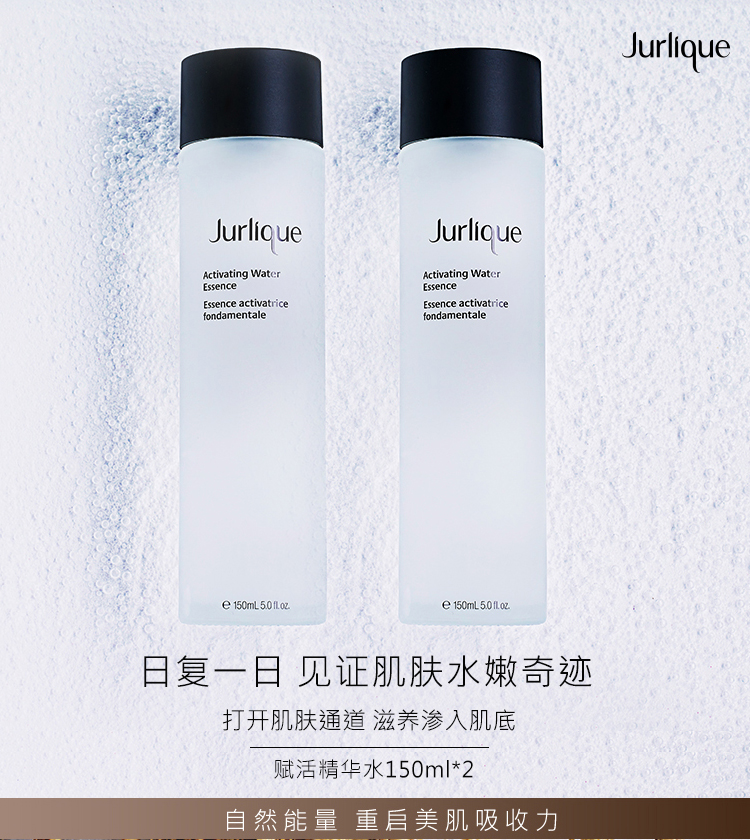 Jurlique
Jurlique
Activating Water
Essence
Essence activatrice
fondamentale
℮ 150mL 5.0 fl.oz.
Jurlique
Activating Water
Essence
Essence activatrice
fondamentale
℮ 150mL 5.0 fl.oz.
日复一日 见证肌肤水嫩奇迹
打开肌肤通道 滋养渗入肌底
赋活精华水150ml*2
自然能量 重启美肌吸收力